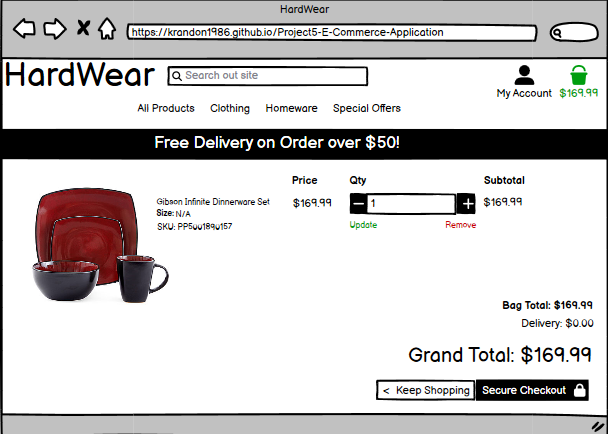 HardWear
https://krandon1986.github.io/Project5-E-Commerce-Application
HardWear
Search out site
My Account
$169.99
All Products Clothing Homeware Special Offers
Free Delivery on Order over $50!
Price Qty Subtotal
Gibson Infinite Dinnerware Set
Size: N/A
$169.99 1 $169.99
SKU:
Update Remove
Bag Total: $169.99
Delivery: $0.00
Grand Total: $169.99
< Keep Shopping Secure Checkout